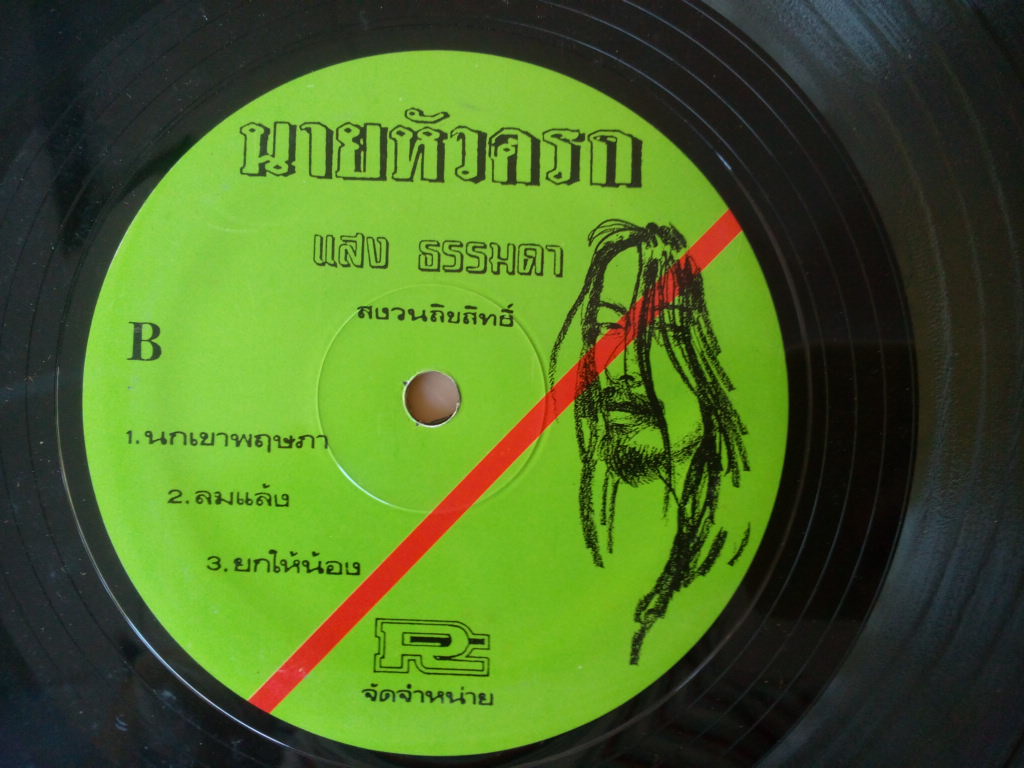 นายหัวครก
แสง ธรรมดา
สงวนลิขสิทธิ์
B
1. นกเขาพฤษภา
2. ลมแล้ง
3. ยกให้น้อง
R
จัดจำหน่าย